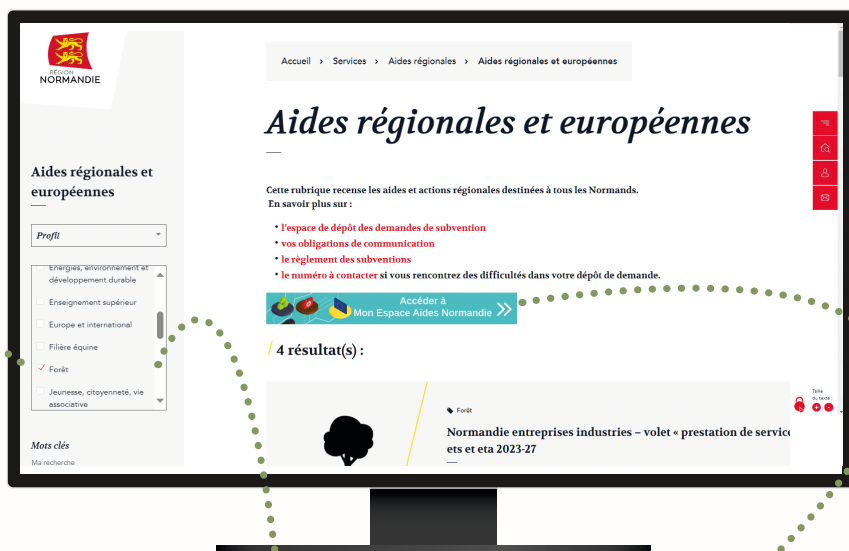 RÉGION
NORMANDIE
Accueil › Services › Aides régionales › Aides régionales et européennes
Aides régionales et européennes
Aides régionales et
européennes
Profil
Energies, environnement et
développement durable
Enseignement supérieur
Europe et international
Filière équine
Forêt
Jeunesse, citoyenneté, vie
associative
Mots clés
Ma recherche
Cette rubrique recense les aides et actions régionales destinées à tous les Normands.
En savoir plus sur :
• l'espace de dépôt des demandes de subvention
• vos obligations de communication
• le règlement des subventions
• le numéro à contacter si vous rencontrez des difficultés dans votre dépôt de demande.
Accéder à
Mon Espace Aides Normandie
/ 4 résultat(s) :
Forêt
Normandie entreprises industries – volet « prestation de service
ets et eta 2023-27
Taille
du texte :